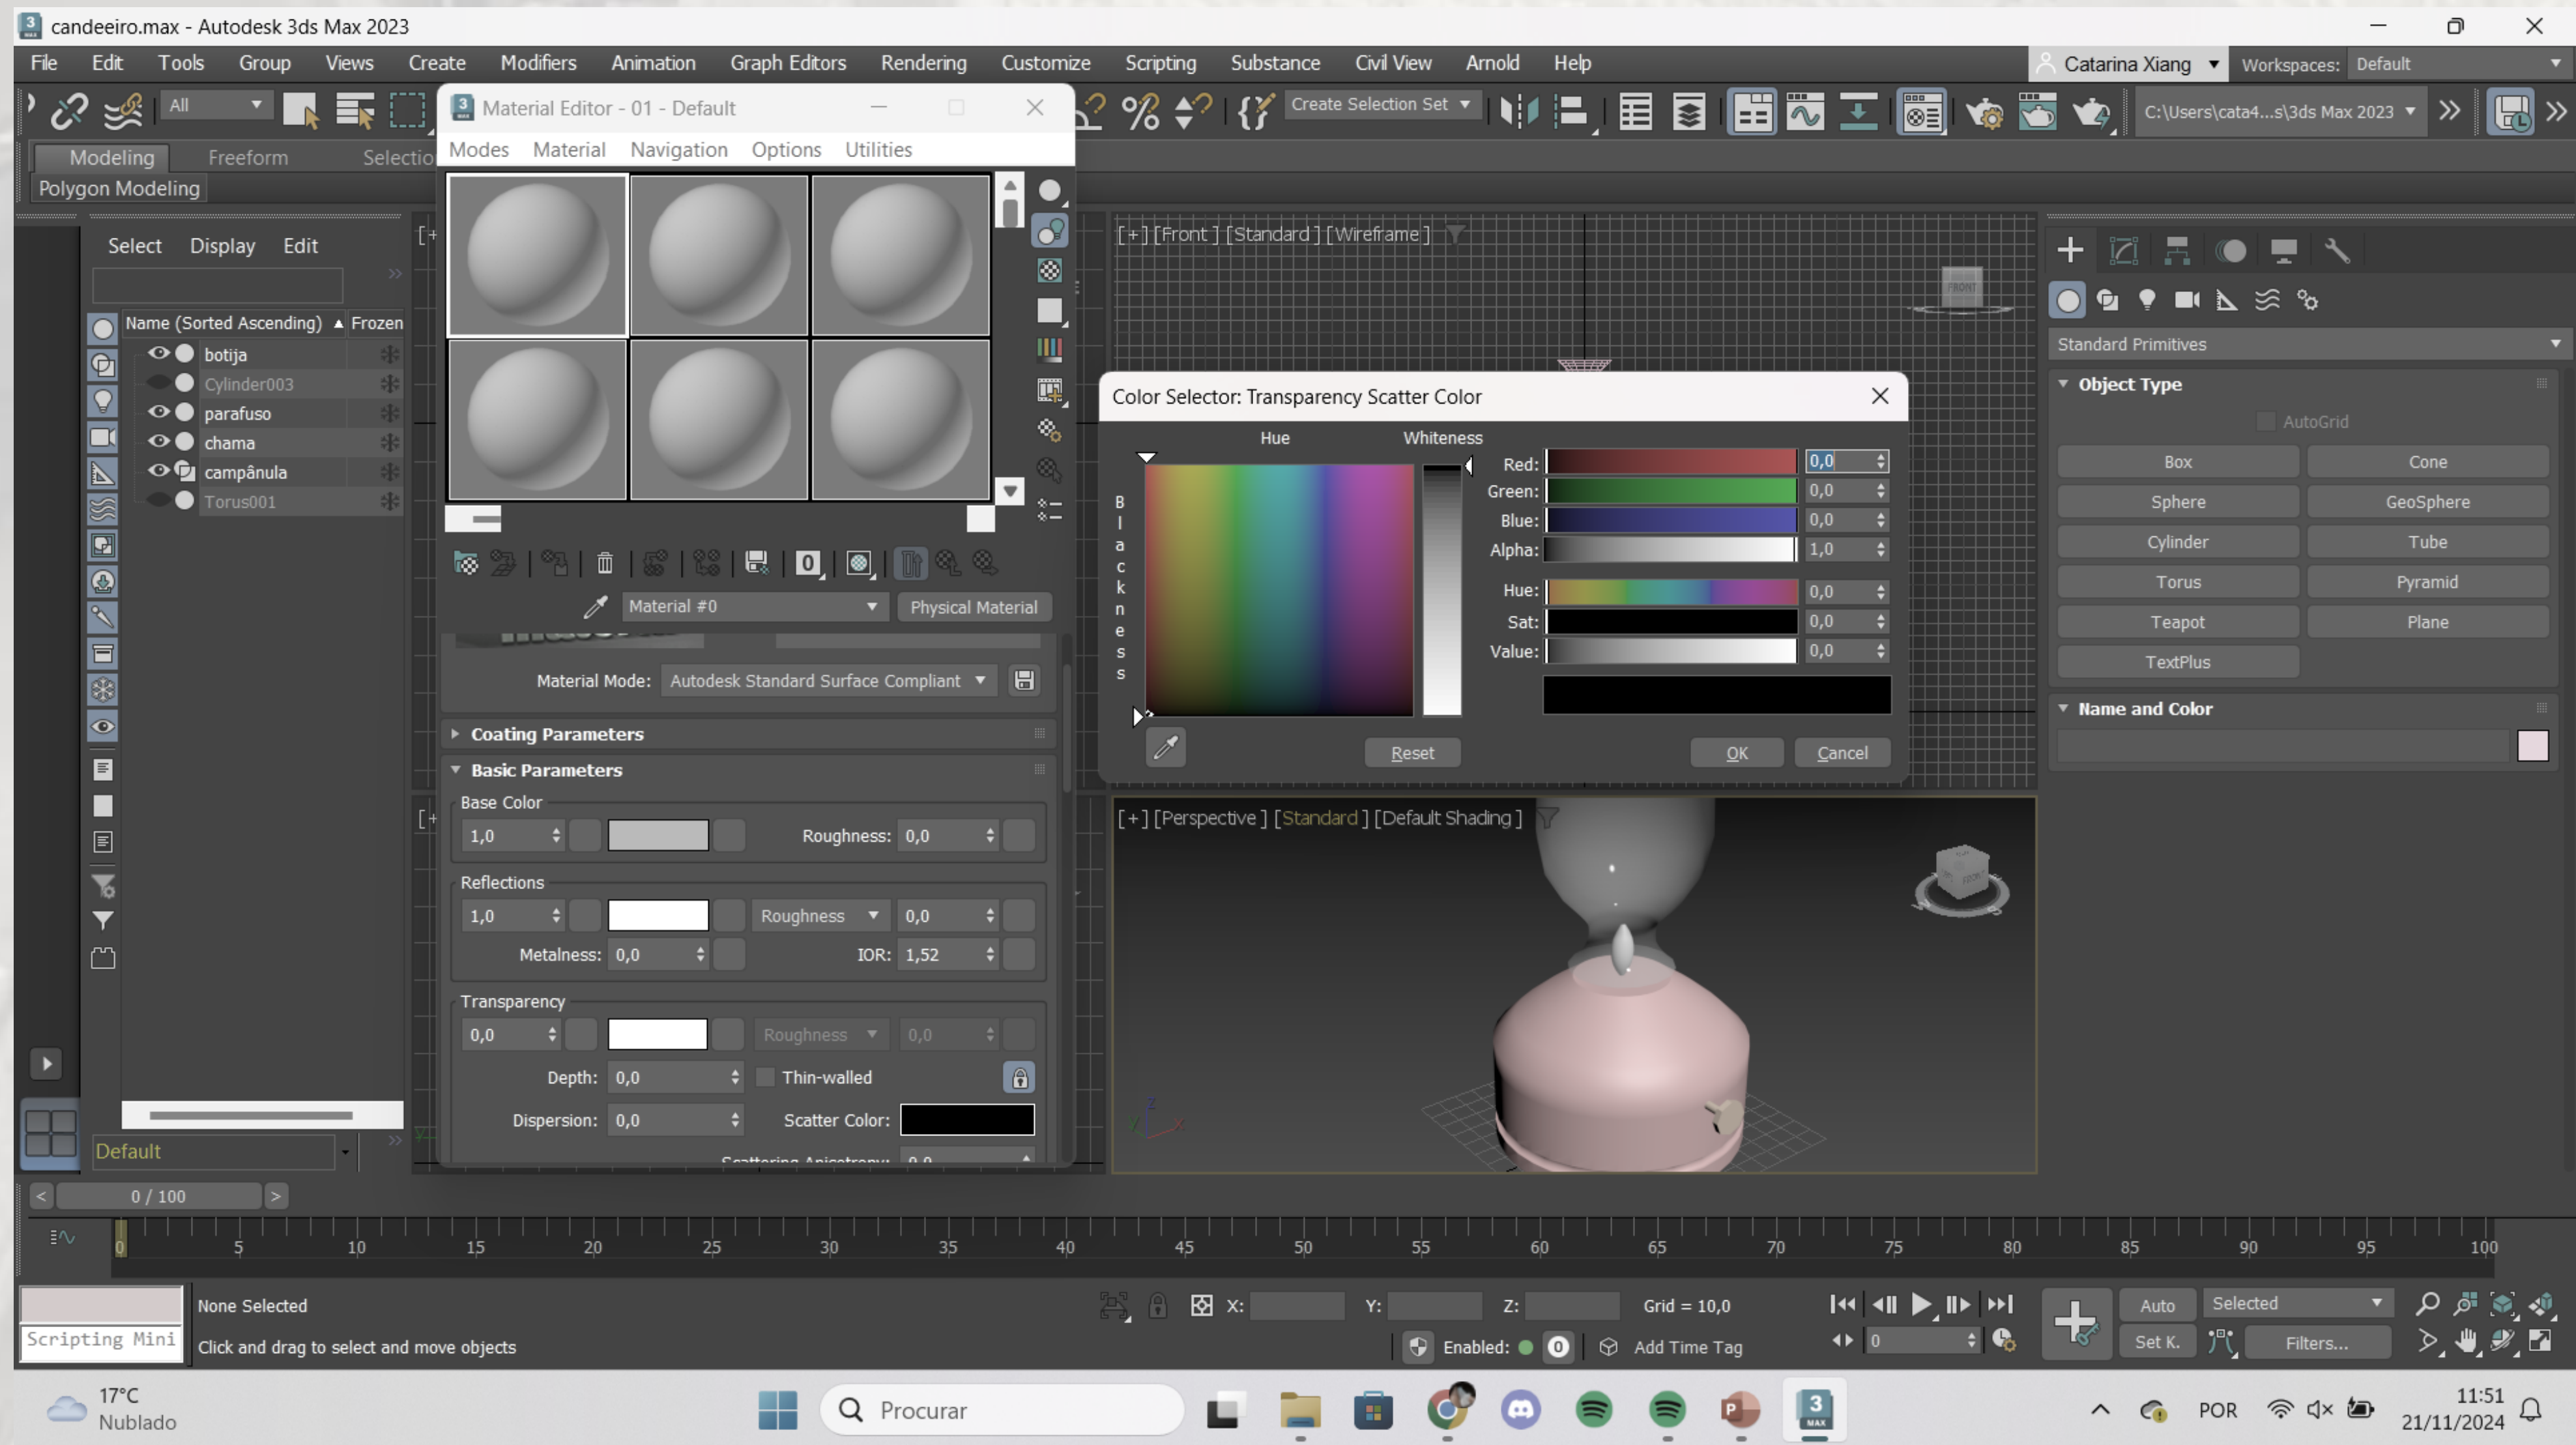 candeeiro.max - Autodesk 3ds Max 2023
File Edit Tools Group Views Create Modifiers Animation Graph Editors Rendering Customize Scripting Substance Civil View Arnold Help
Catarina Xiang Workspaces: Default
All
Create Selection Set
C:\Users\cata4...s\3ds Max 2023
Modeling Freeform Selectio
Polygon Modeling
Material Editor - 01 - Default
Modes Material Navigation Options Utilities
Material #0 Physical Material
Material Mode: Autodesk Standard Surface Compliant
Coating Parameters
Basic Parameters
Base Color
1,0 Roughness: 0,0
Reflections
1,0 Roughness 0,0
Metalness: 0,0 IOR: 1,52
Transparency
0,0 Roughness 0,0
Depth: 0,0 Thin-walled
Dispersion: 0,0 Scatter Color:
Select Display Edit
Name (Sorted Ascending) Frozen
botija
Cylinder003
parafuso
chama
campânula
Torus001
Default
[+] [Front ] [Standard ] [Wireframe ]
FRONT
Color Selector: Transparency Scatter Color
Hue Whiteness
Blackness
Red: 0,0
Green: 0,0
Blue: 0,0
Alpha: 1,0
Hue: 0,0
Sat: 0,0
Value: 0,0
Reset OK Cancel
[+] [Perspective ] [Standard ] [Default Shading ]
Standard Primitives
Object Type
AutoGrid
Box Cone
Sphere GeoSphere
Cylinder Tube
Torus Pyramid
Teapot Plane
TextPlus
Name and Color
< 0 / 100 >
0 5 10 15 20 25 30 35 40 45 50 55 60 65 70 75 80 85 90 95 100
None Selected
X: Y: Z: Grid = 10,0
Auto Selected
Scripting Mini
Click and drag to select and move objects
Enabled: 0 Add Time Tag
0
Set K. Filters...
17°C
Nublado
Procurar
POR
11:51
21/11/2024